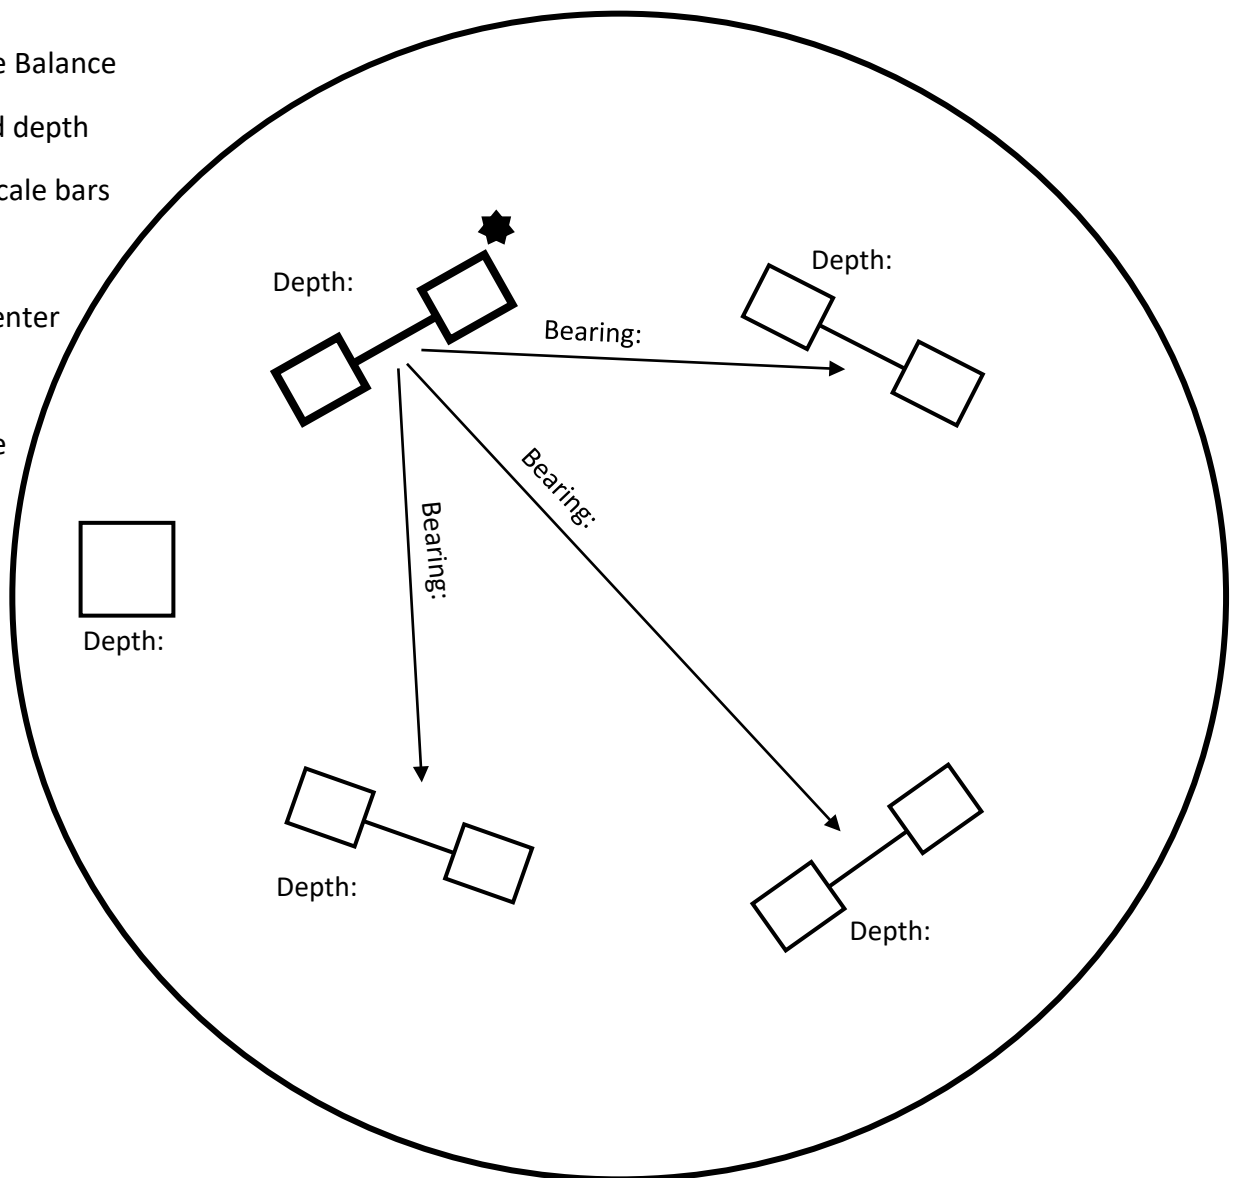 e Balance
d depth
cale bars
Depth:
Depth:
enter
Bearing:
e
Bearing:
Bearing:
Depth:
Depth:
Depth: